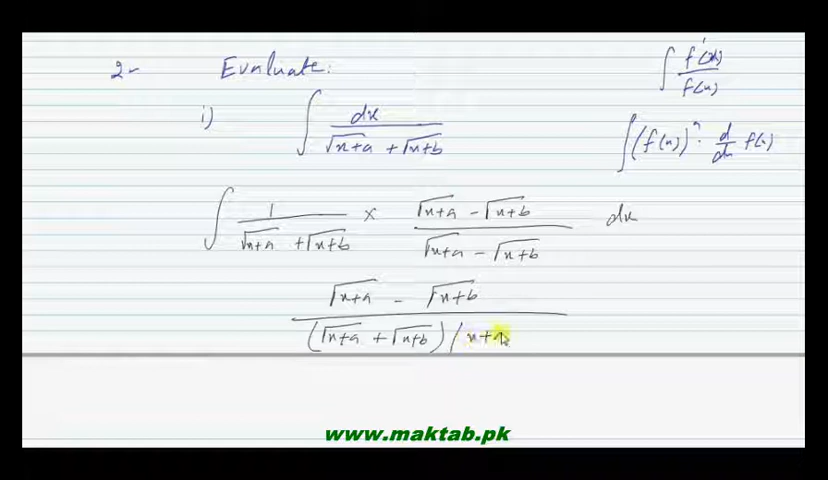 2- Evaluate:
∫ f'(x) / f(x)
i) ∫ dx / (√x+a + √x+b)
∫ (f(x))ⁿ · d/dx f(x)
∫ 1 / (√x+a + √x+b) × (√x+a - √x+b) / (√x+a - √x+b) dx
√x+a - √x+b
(√x+a + √x+b) (x+a
www.maktab.pk